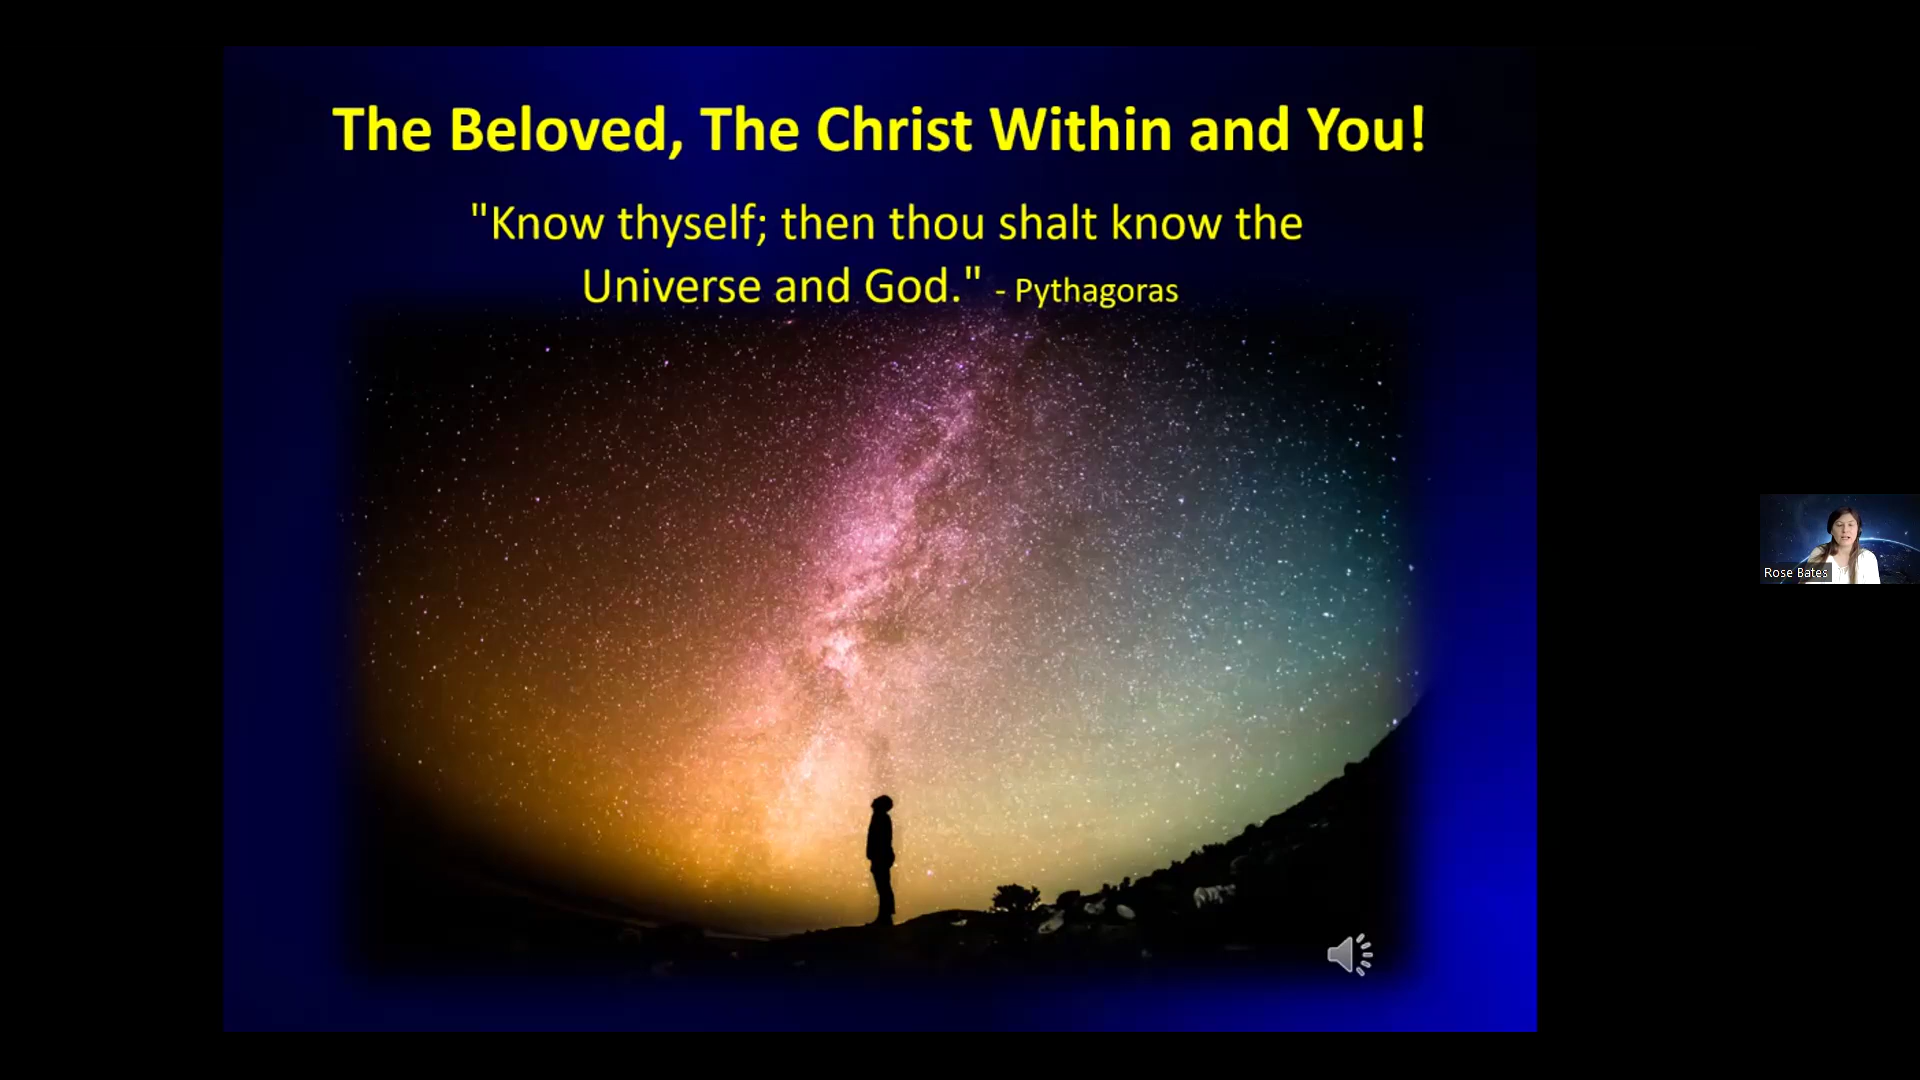 The Beloved, The Christ Within and You!
"Know thyself; then thou shalt know the
Universe and God." - Pythagoras
Rose Bates